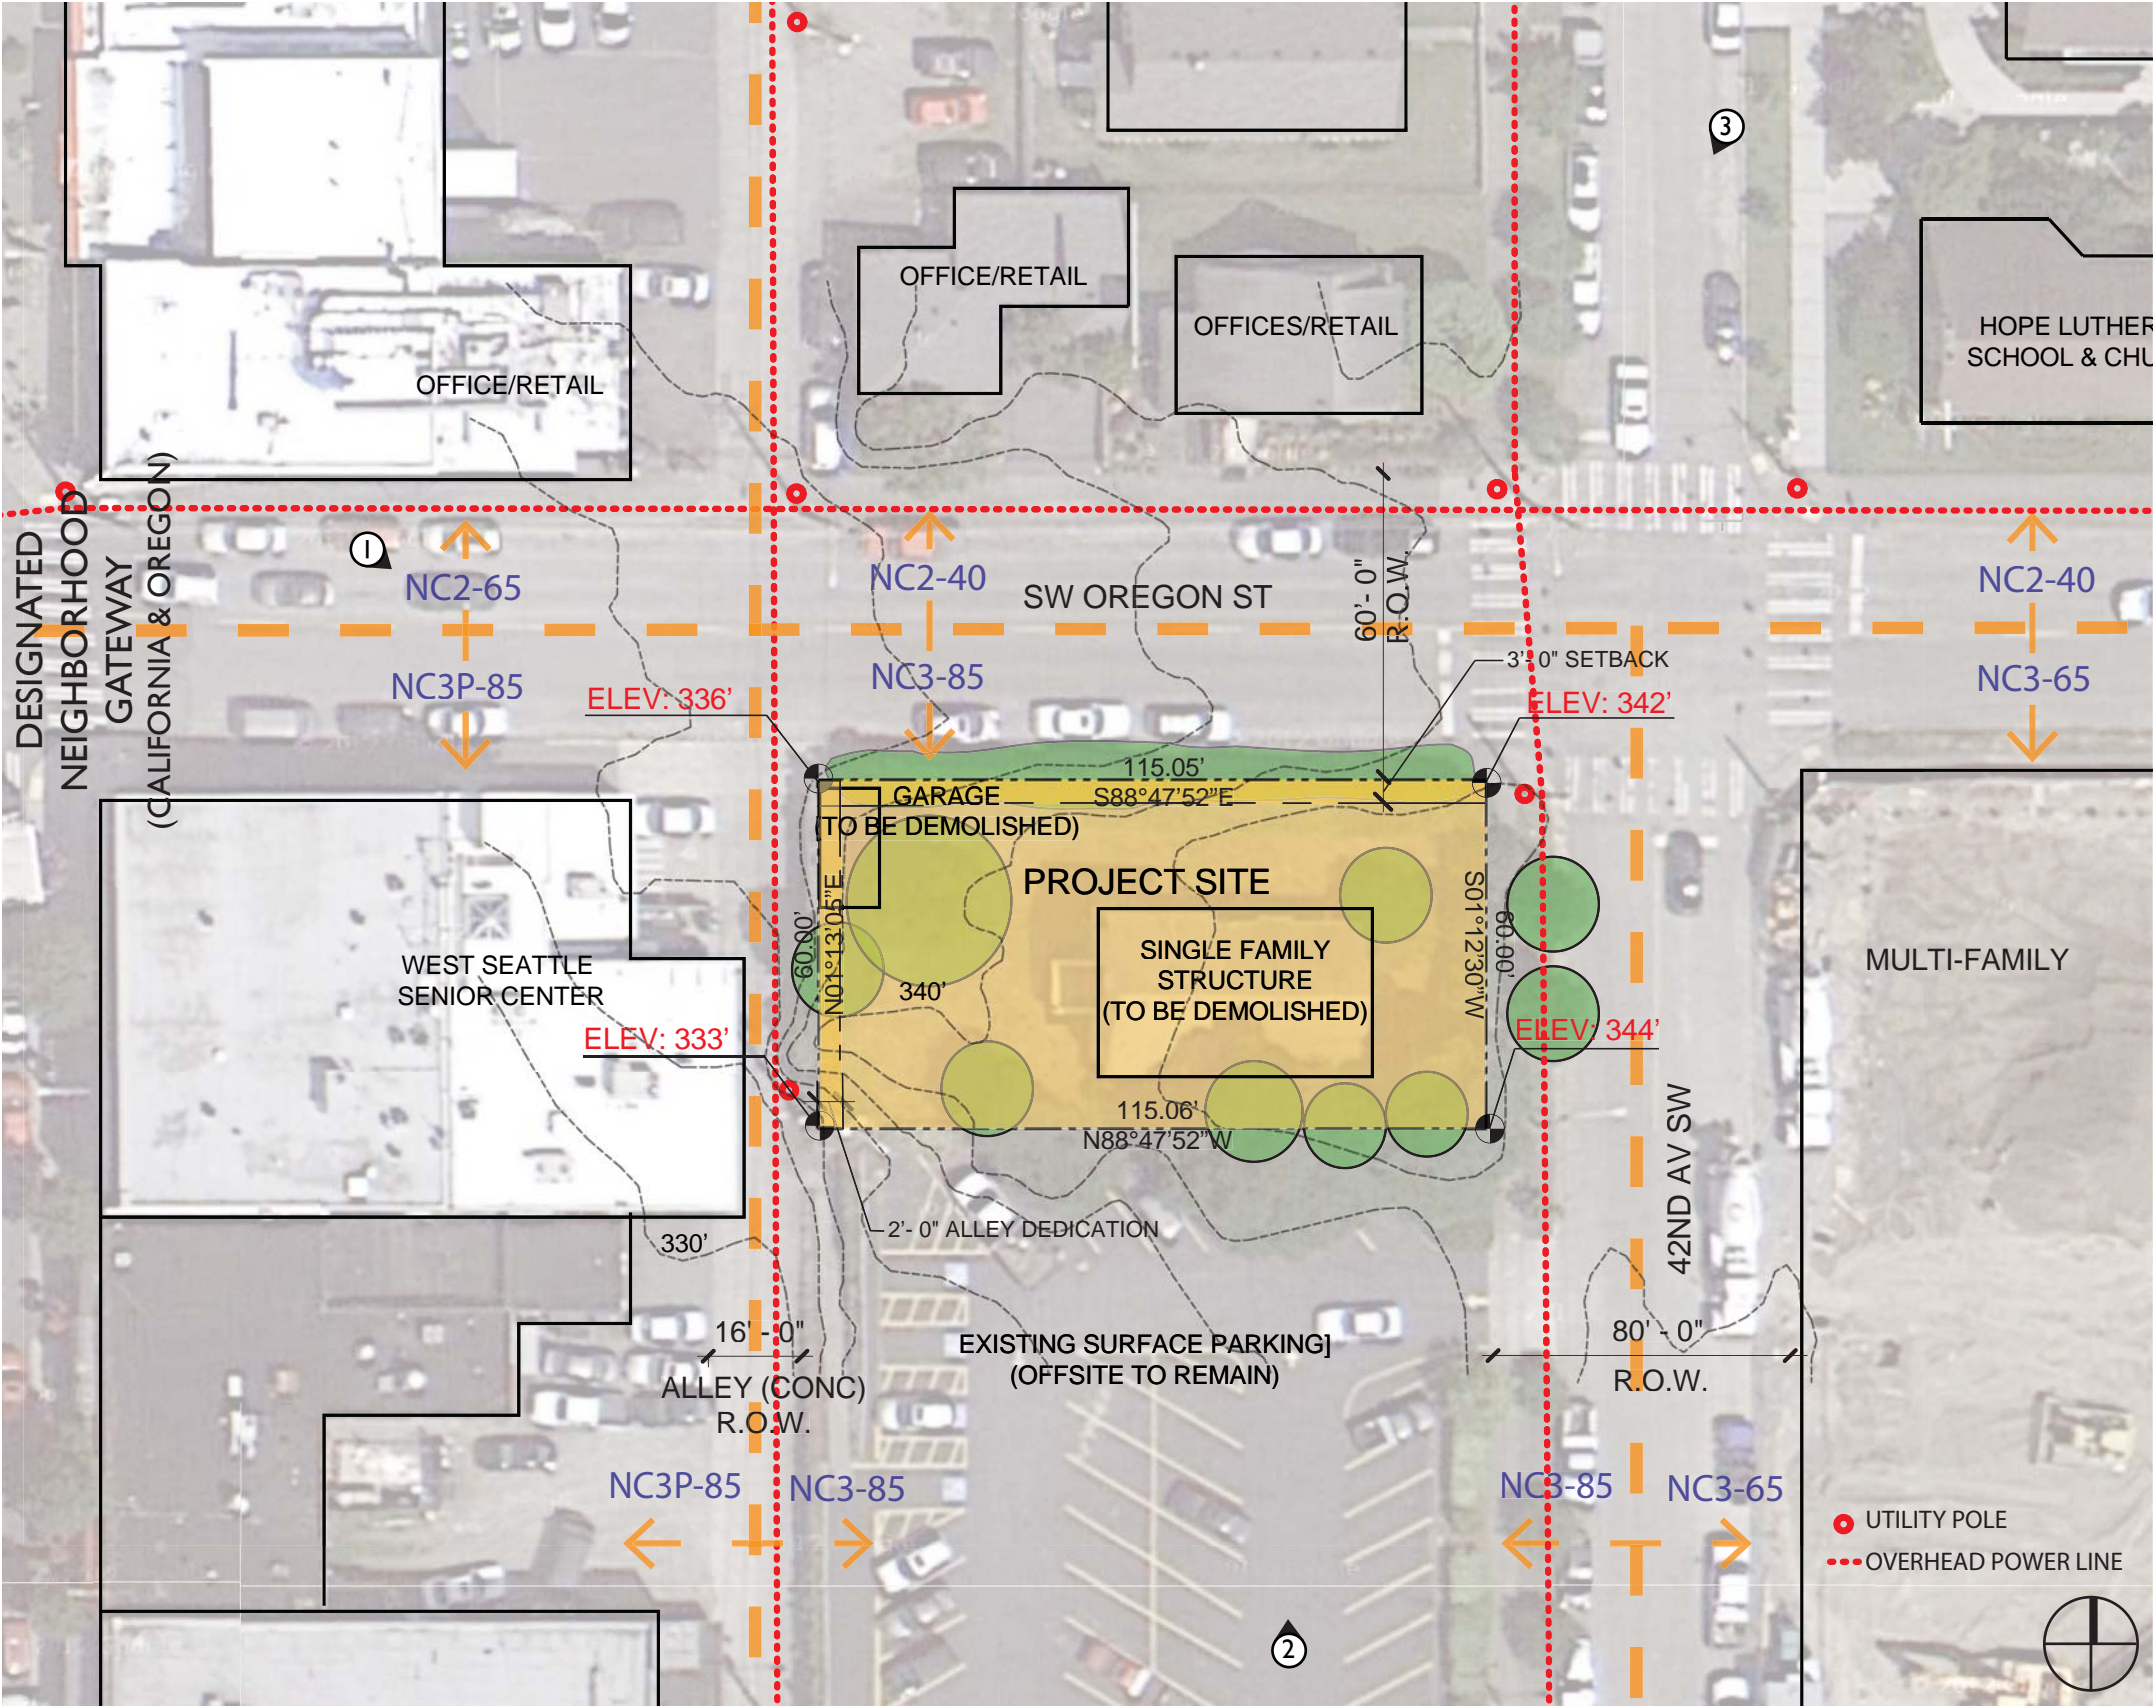 3
OFFICE/RETAIL
OFFICES/RETAIL
OFFICE/RETAIL
HOPE LUTHER
SCHOOL & CHU
DESIGNATED
NEIGHBORHOOD
GATEWAY
(CALIFORNIA & OREGON)
1
NC2-65
NC3P-85
NC2-40
NC3-85
SW OREGON ST
60'- 0"
R.O.W.
NC2-40
NC3-65
3'- 0" SETBACK
ELEV: 336'
ELEV: 342'
115.05'
S88°47'52"E
GARAGE
(TO BE DEMOLISHED)
PROJECT SITE
60.00'
N01°13'05"E
S01°12'30"W
60.00'
SINGLE FAMILY
STRUCTURE
(TO BE DEMOLISHED)
WEST SEATTLE
SENIOR CENTER
MULTI-FAMILY
340'
ELEV: 333'
ELEV: 344'
115.06'
N88°47'52"W
42ND AV SW
2'- 0" ALLEY DEDICATION
330'
16' - 0"
ALLEY (CONC)
R.O.W.
EXISTING SURFACE PARKING]
(OFFSITE TO REMAIN)
80' - 0"
R.O.W.
NC3P-85
NC3-85
NC3-85
NC3-65
UTILITY POLE
OVERHEAD POWER LINE
2